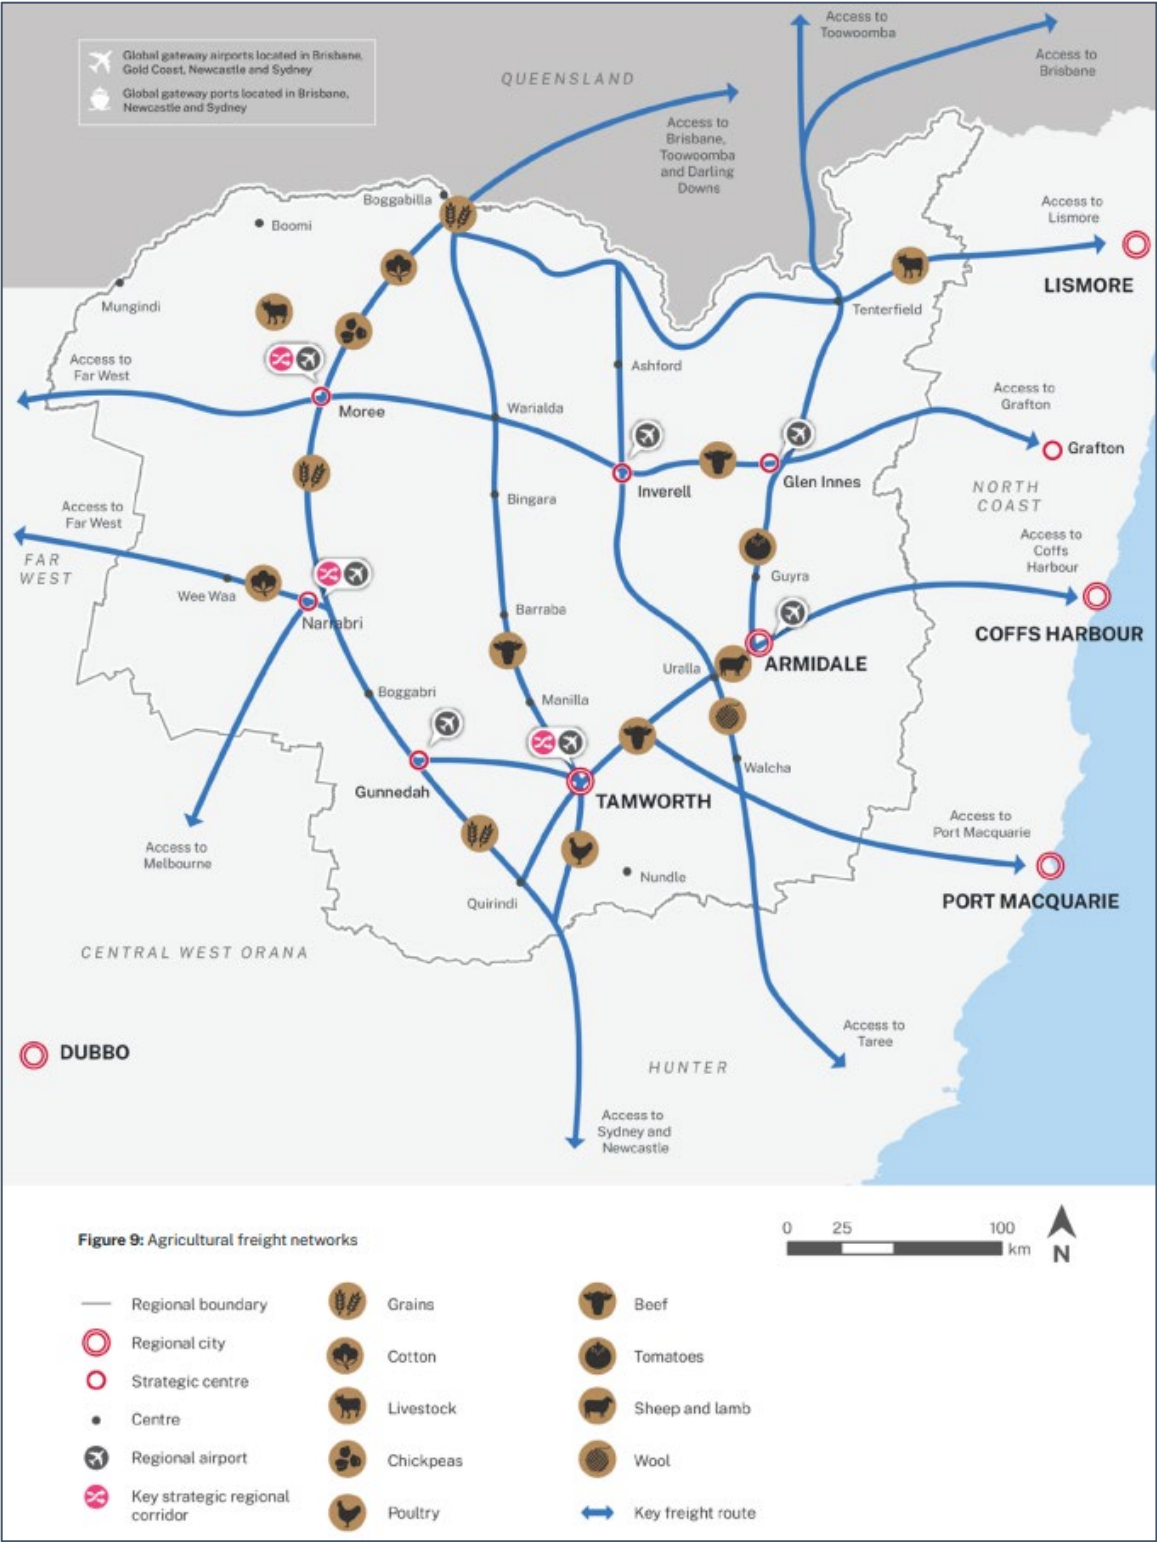 Global gateway airports located in Brisbane,
Gold Coast, Newcastle and Sydney
Global gateway ports located in Brisbane,
Newcastle and Sydney
QUEENSLAND
Access to
Toowoomba
Access to
Brisbane
Access to
Brisbane,
Toowoomba
and Darling
Downs
Boggabilla
Boomi
Access to
Lismore
LISMORE
Mungindi
Tenterfield
Access to
Far West
Ashford
Access to
Grafton
Moree
Warialda
Grafton
Inverell
Glen Innes
Bingara
NORTH
COAST
Access to
Far West
Access to
Coffs
Harbour
FAR
WEST
Wee Waa
Guyra
Narrabri
Barraba
COFFS HARBOUR
ARMIDALE
Uralla
Boggabri
Manilla
Walcha
Gunnedah
TAMWORTH
Access to
Port Macquarie
Access to
Melbourne
Nundle
Quirindi
PORT MACQUARIE
CENTRAL WEST ORANA
Access to
Taree
DUBBO
HUNTER
Access to
Sydney and
Newcastle
Figure 9: Agricultural freight networks
0 25 100
km
N
Regional boundary
Regional city
Strategic centre
Centre
Regional airport
Key strategic regional
corridor
Grains
Cotton
Livestock
Chickpeas
Poultry
Beef
Tomatoes
Sheep and lamb
Wool
Key freight route